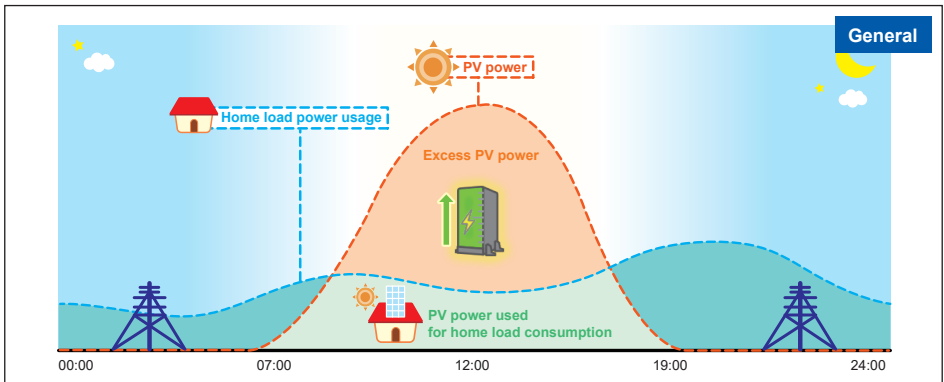 General
PV power
Home load power usage
Excess PV power
PV power used
for home load consumption
00:00
07:00
12:00
19:00
24:00